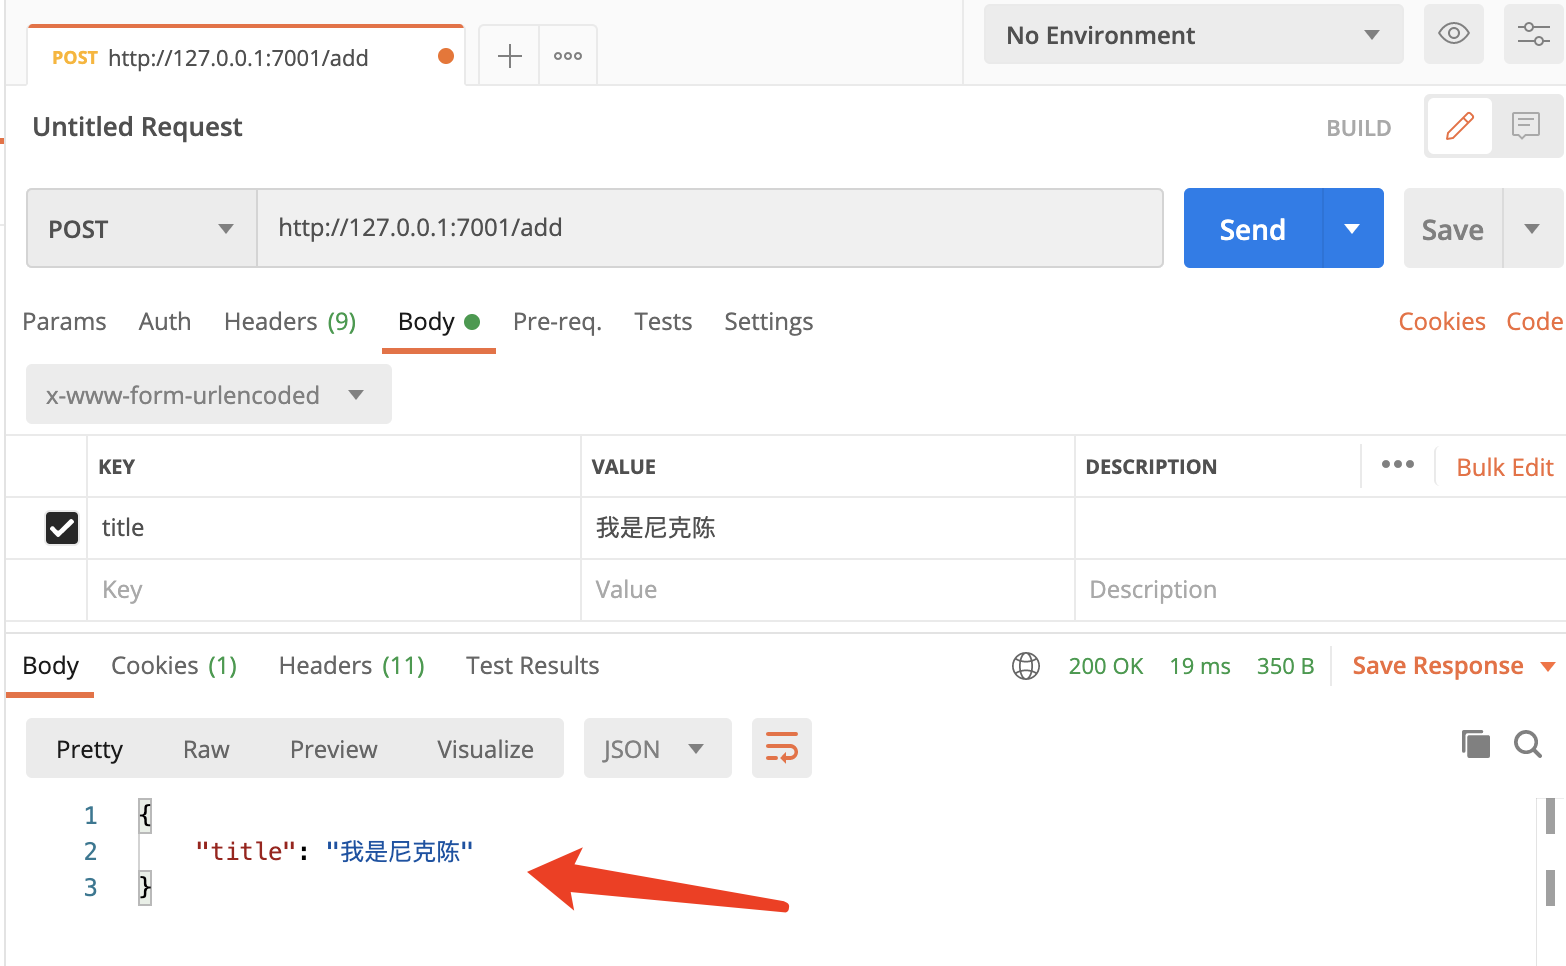 POST http://127.0.0.1:7001/add
No Environment
Untitled Request
BUILD
POST http://127.0.0.1:7001/add Send Save
Params Auth Headers (9) Body Pre-req. Tests Settings Cookies Code
x-www-form-urlencoded
KEY VALUE DESCRIPTION Bulk Edit
title 我是尼克陈
Key Value Description
Body Cookies (1) Headers (11) Test Results 200 OK 19 ms 350 B Save Response
Pretty Raw Preview Visualize JSON
1 {
2 "title": "我是尼克陈"
3 }